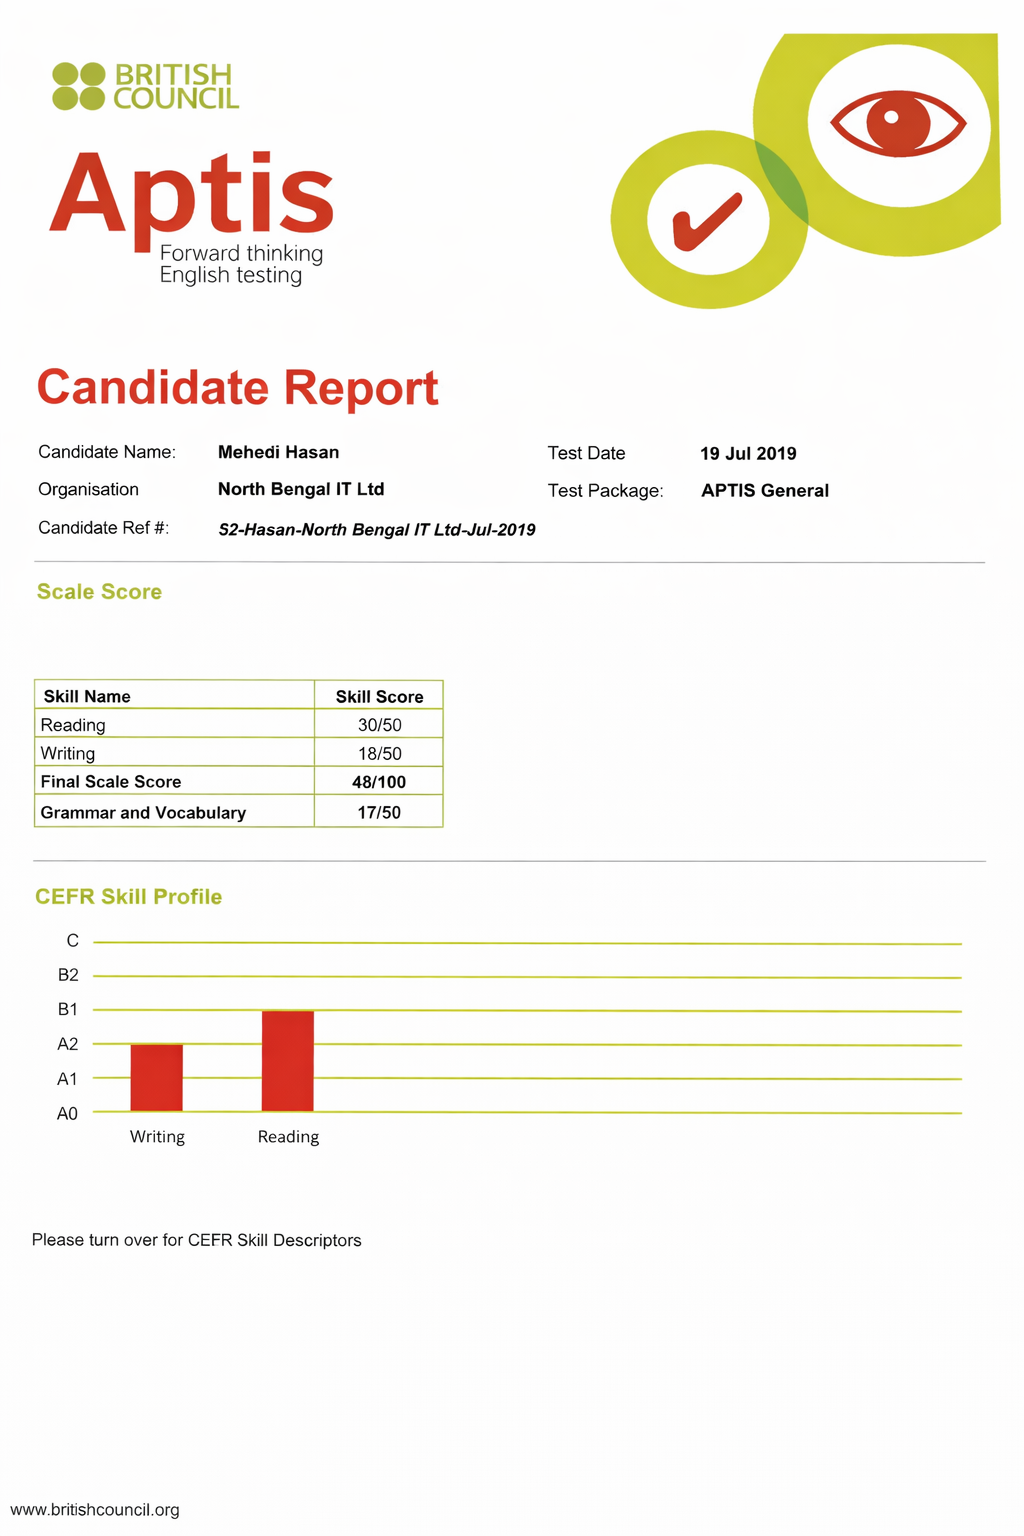 BRITISH
COUNCIL
Aptis
Forward thinking
English testing
Candidate Report
Candidate Name: Mehedi Hasan Test Date 19 Jul 2019
Organisation North Bengal IT Ltd Test Package: APTIS General
Candidate Ref #: S2-Hasan-North Bengal IT Ltd-Jul-2019
Scale Score
Skill Name Skill Score
Reading 30/50
Writing 18/50
Final Scale Score 48/100
Grammar and Vocabulary 17/50
CEFR Skill Profile
C
B2
B1
A2
A1
A0
Writing Reading
Please turn over for CEFR Skill Descriptors
www.britishcouncil.org